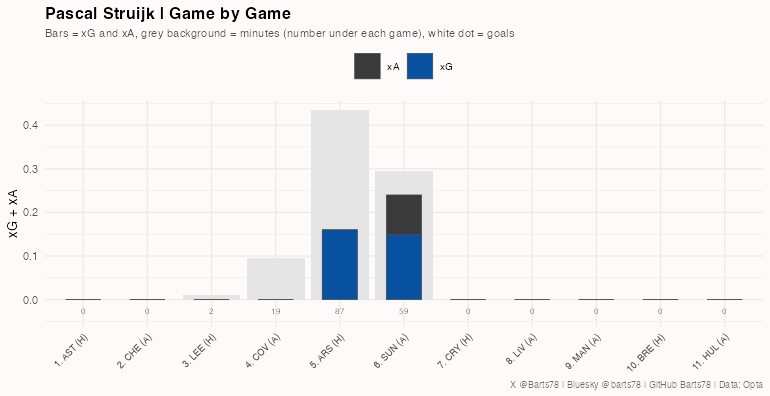 Pascal Struijk | Game by Game
Bars = xG and xA, grey background = minutes (number under each game), white dot = goals
xA xG
xG + xA
0.4
0.3
0.2
0.1
0.0
0 0 2 19 87 59 0 0 0 0 0
1. AST (H) 2. CHE (A) 3. LEE (H) 4. COV (A) 5. ARS (H) 6. SUN (A) 7. CRY (H) 8. LIV (A) 9. MAN (A) 10. BRE (H) 11. HUL (A)
X @Barts78 | Bluesky @barts78 | GitHub Barts78 | Data: Opta